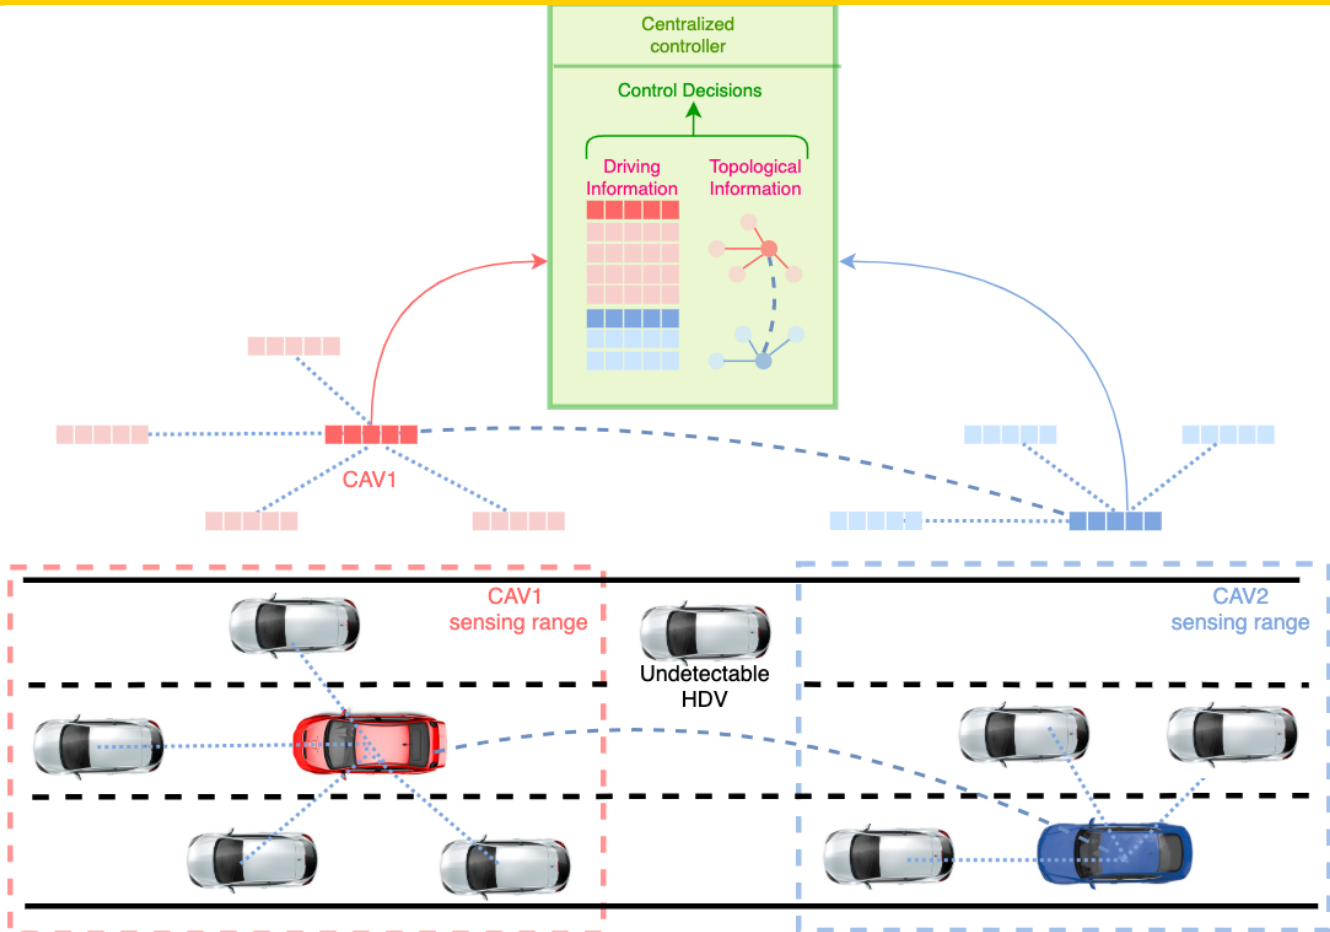 Centralized
controller
Control Decisions
Driving
Information
Topological
Information
CAV1
CAV1
sensing range
Undetectable
HDV
CAV2
sensing range